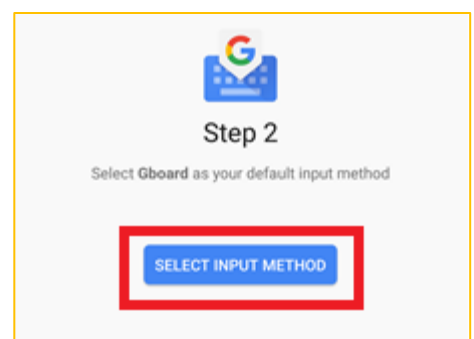 G
Step 2
Select Gboard as your default input method
SELECT INPUT METHOD